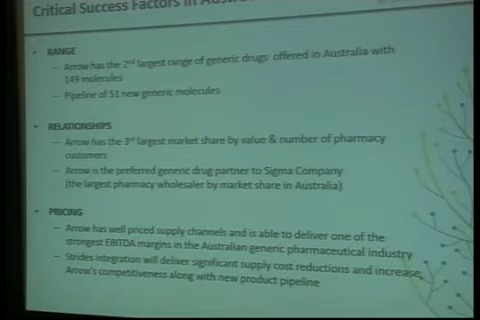 Critical Success Factors in
• RANGE
— Arrow has the 2nd largest range of generic drugs offered in Australia with
149 molecules
— Pipeline of 51 new generic molecules
• RELATIONSHIPS
— Arrow has the 3rd largest market share by value & number of pharmacy
customers
— Arrow is the preferred generic drug partner to Sigma Company
(the largest pharmacy wholesaler by market share in Australia)
• PRICING
— Arrow has well priced supply channels and is able to deliver one of the
strongest EBITDA margins in the Australian generic pharmaceutical industry
— Strides integration will deliver significant supply cost reductions and increase
Arrow's competitiveness along with new product pipeline